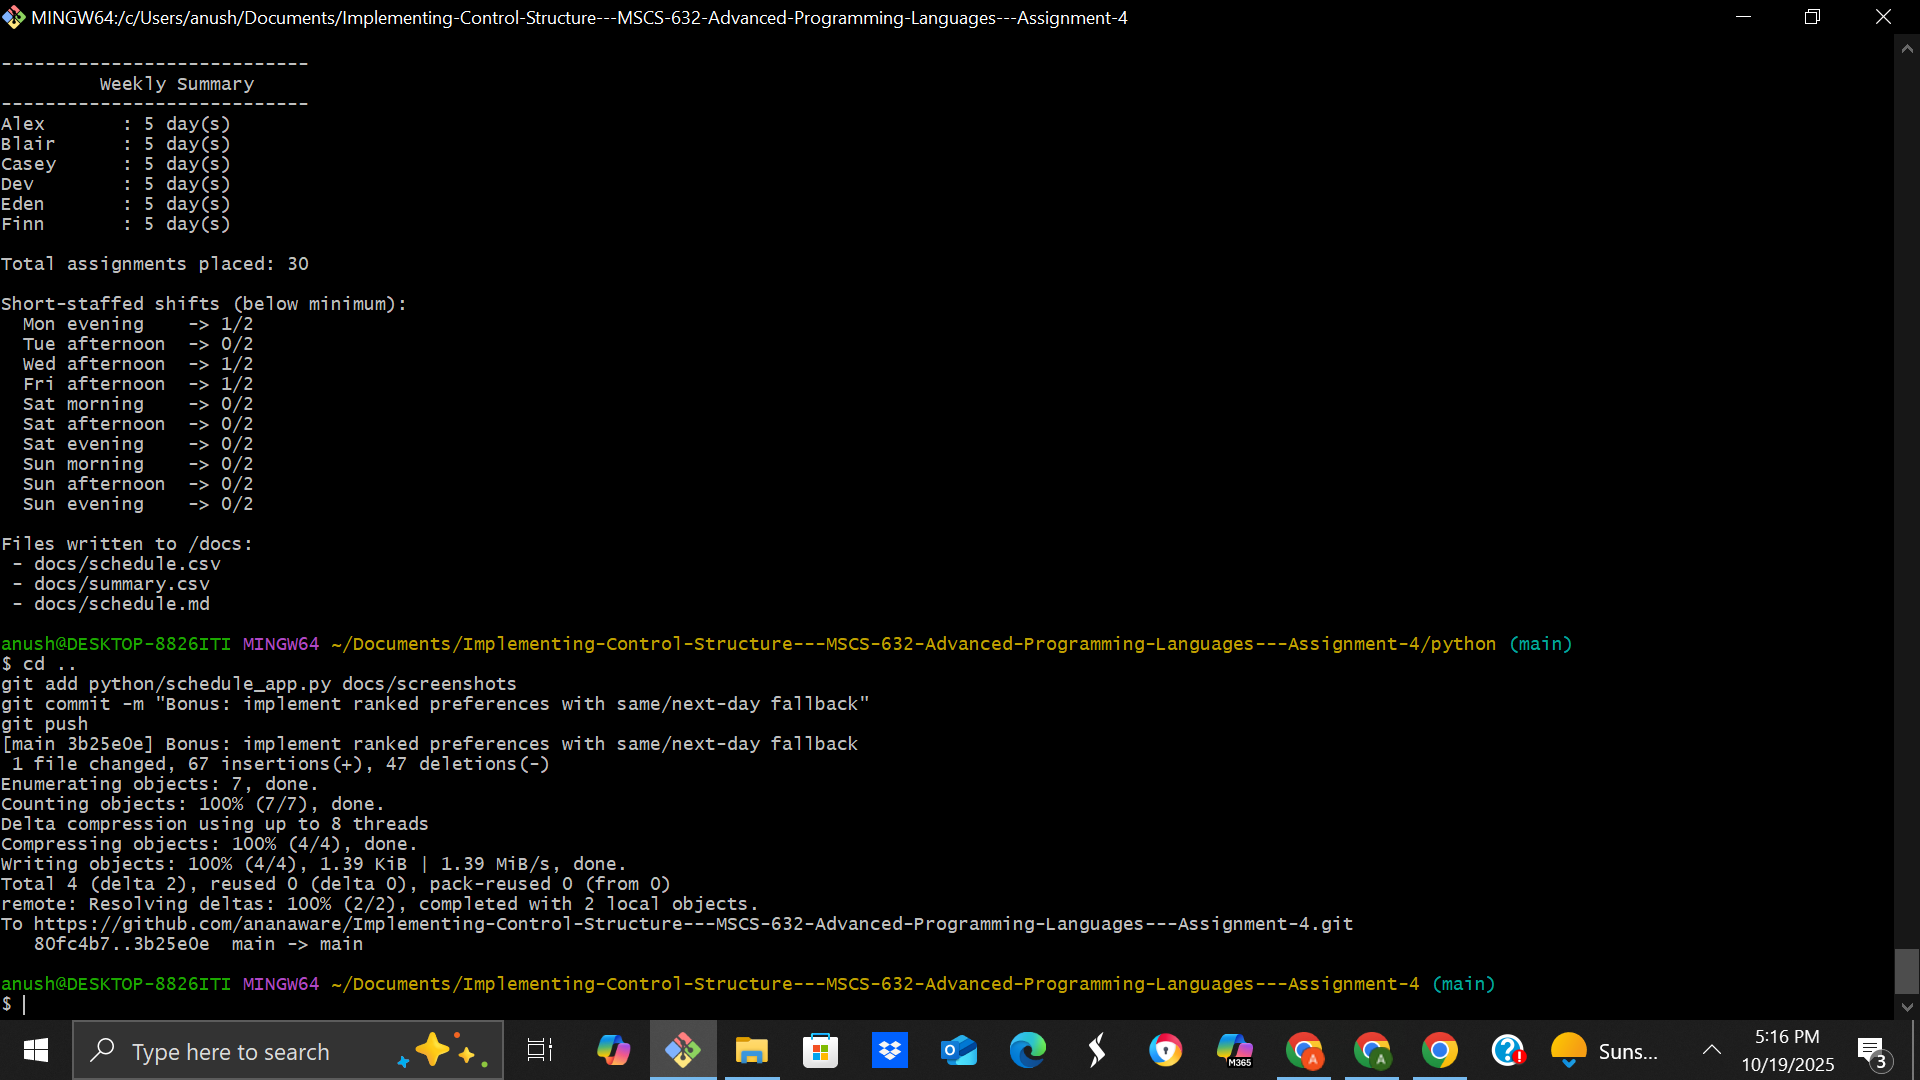 MINGW64:/c/Users/anush/Documents/Implementing-Control-Structure---MSCS-632-Advanced-Programming-Languages---Assignment-4
----------------------------
         Weekly Summary
----------------------------
Alex       : 5 day(s)
Blair      : 5 day(s)
Casey      : 5 day(s)
Dev        : 5 day(s)
Eden       : 5 day(s)
Finn       : 5 day(s)
Total assignments placed: 30
Short-staffed shifts (below minimum):
  Mon evening    -> 1/2
  Tue afternoon  -> 0/2
  Wed afternoon  -> 1/2
  Fri afternoon  -> 1/2
  Sat morning    -> 0/2
  Sat afternoon  -> 0/2
  Sat evening    -> 0/2
  Sun morning    -> 0/2
  Sun afternoon  -> 0/2
  Sun evening    -> 0/2
Files written to /docs:
 - docs/schedule.csv
 - docs/summary.csv
 - docs/schedule.md
anush@DESKTOP-8826ITI MINGW64 ~/Documents/Implementing-Control-Structure---MSCS-632-Advanced-Programming-Languages---Assignment-4/python (main)
$ cd ..
git add python/schedule_app.py docs/screenshots
git commit -m "Bonus: implement ranked preferences with same/next-day fallback"
git push
[main 3b25e0e] Bonus: implement ranked preferences with same/next-day fallback
 1 file changed, 67 insertions(+), 47 deletions(-)
Enumerating objects: 7, done.
Counting objects: 100% (7/7), done.
Delta compression using up to 8 threads
Compressing objects: 100% (4/4), done.
Writing objects: 100% (4/4), 1.39 KiB | 1.39 MiB/s, done.
Total 4 (delta 2), reused 0 (delta 0), pack-reused 0 (from 0)
remote: Resolving deltas: 100% (2/2), completed with 2 local objects.
To https://github.com/ananaware/Implementing-Control-Structure---MSCS-632-Advanced-Programming-Languages---Assignment-4.git
   80fc4b7..3b25e0e  main -> main
anush@DESKTOP-8826ITI MINGW64 ~/Documents/Implementing-Control-Structure---MSCS-632-Advanced-Programming-Languages---Assignment-4 (main)
$
Type here to search
M365
A
A
Suns...
5:16 PM
10/19/2025
3